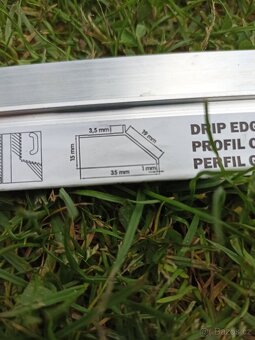 3,5 mm
19 mm
15 mm
35 mm
1 mm
DRIP EDG
PROFIL
PERFIL G